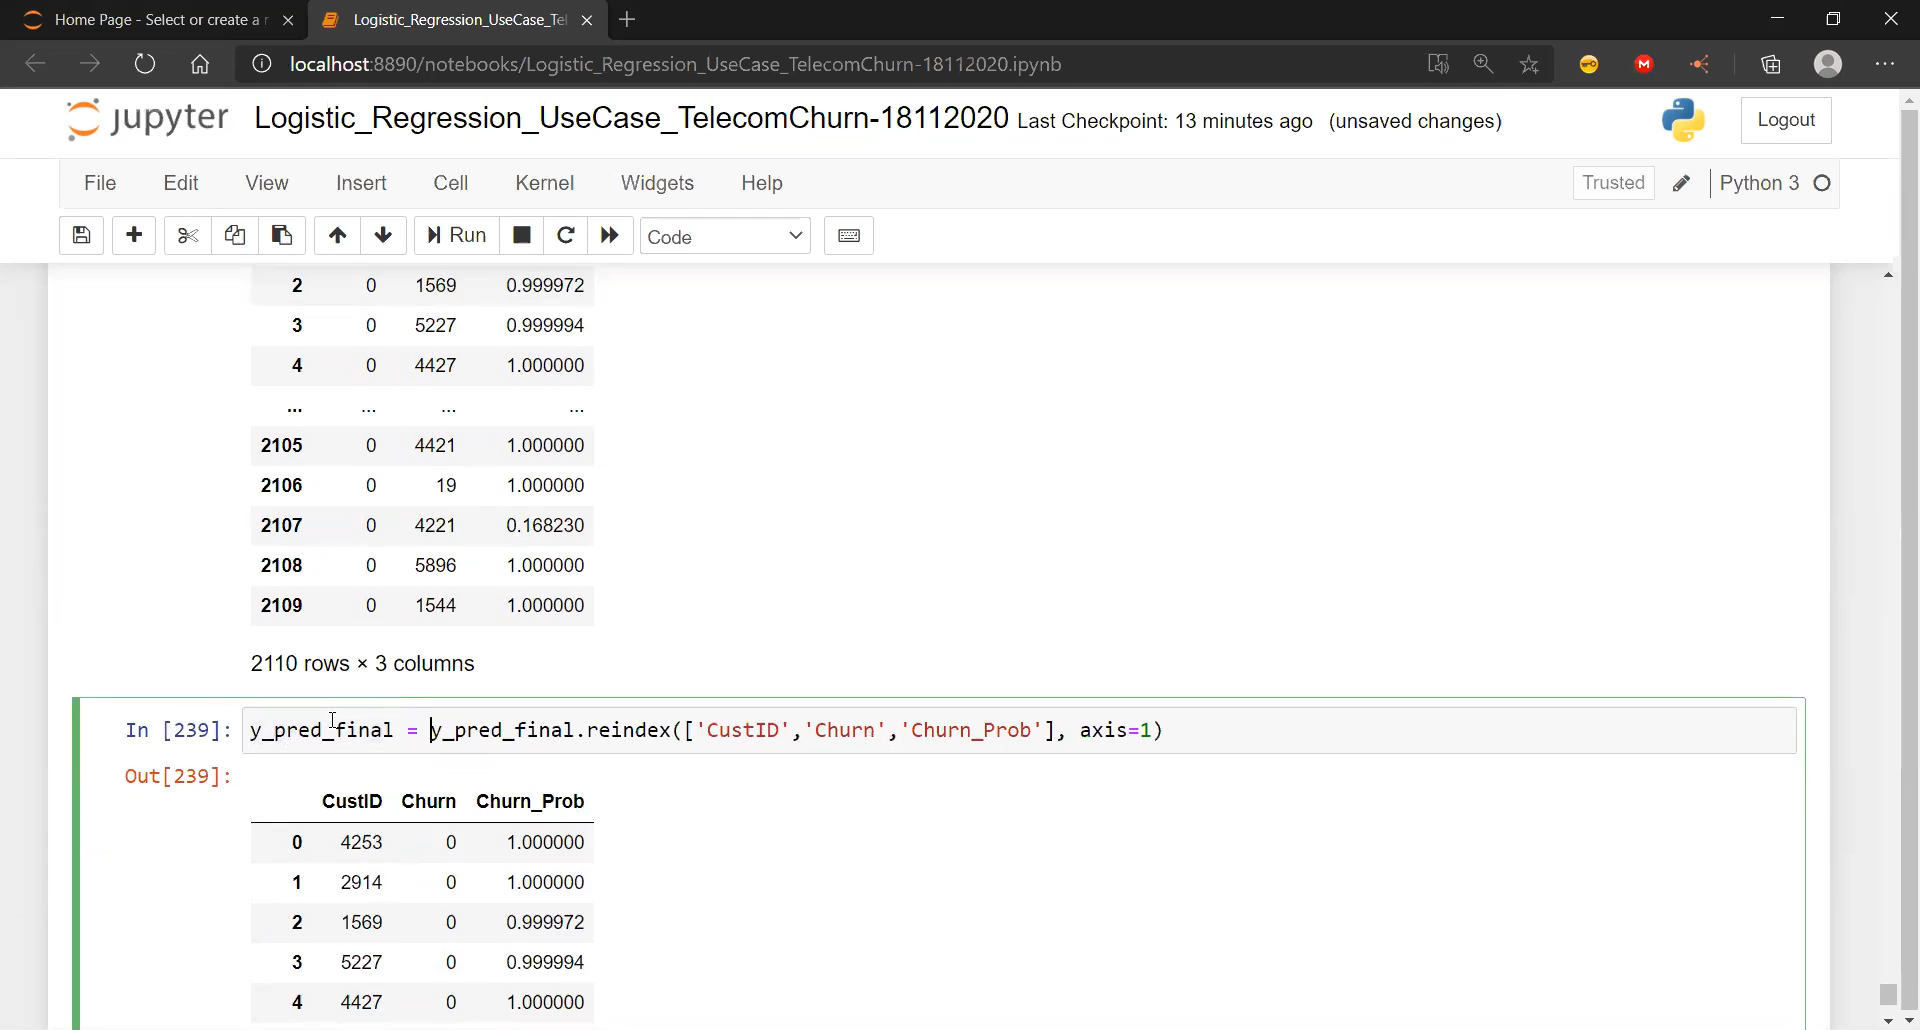 Home Page - Select or create a n
Logistic_Regression_UseCase_Tel
localhost:8890/notebooks/Logistic_Regression_UseCase_TelecomChurn-18112020.ipynb
M
jupyter Logistic_Regression_UseCase_TelecomChurn-18112020 Last Checkpoint: 13 minutes ago (unsaved changes)
Logout
File Edit View Insert Cell Kernel Widgets Help
Trusted Python 3
Run Code
2 0 1569 0.999972
3 0 5227 0.999994
4 0 4427 1.000000
... ... ... ...
2105 0 4421 1.000000
2106 0 19 1.000000
2107 0 4221 0.168230
2108 0 5896 1.000000
2109 0 1544 1.000000
2110 rows × 3 columns
In [239]: y_pred_final = y_pred_final.reindex(['CustID','Churn','Churn_Prob'], axis=1)
Out[239]:
CustID Churn Churn_Prob
0 4253 0 1.000000
1 2914 0 1.000000
2 1569 0 0.999972
3 5227 0 0.999994
4 4427 0 1.000000